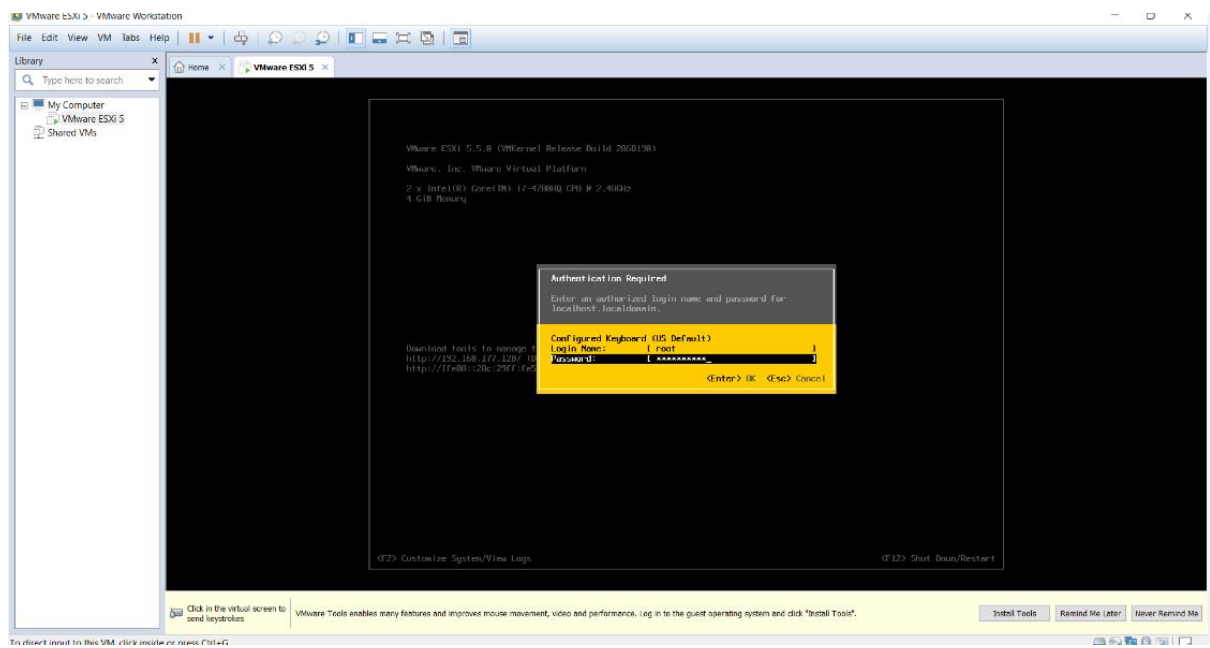 VMware ESXi 5 - VMware Workstation
File Edit View VM Tabs Help
Library x
Type here to search
My Computer
VMware ESXi 5
Shared VMs
Home × VMware ESXi 5 ×
VMware ESXi 5.5.0 (VMKernel Release Build 2068190)
VMware, Inc. VMware Virtual Platform
2 x Intel(R) Core(TM) i7-4700HQ CPU @ 2.40GHz
4 GiB Memory
Download tools to manage t
http://192.168.177.128/ (D
http://[fe80::20c:29ff:fe5
Authentication Required
Enter an authorized login name and password for
localhost.localdomain.
Configured Keyboard (US Default)
Login Name: [ root ]
Password: [ **********_ ]
<Enter> OK <Esc> Cancel
<F2> Customize System/View Logs
<F12> Shut Down/Restart
Click in the virtual screen to
send keystrokes
VMware Tools enables many features and improves mouse movement, video and performance. Log in to the guest operating system and click "Install Tools".
Install Tools Remind Me Later Never Remind Me
To direct input to this VM, click inside or press Ctrl+G.